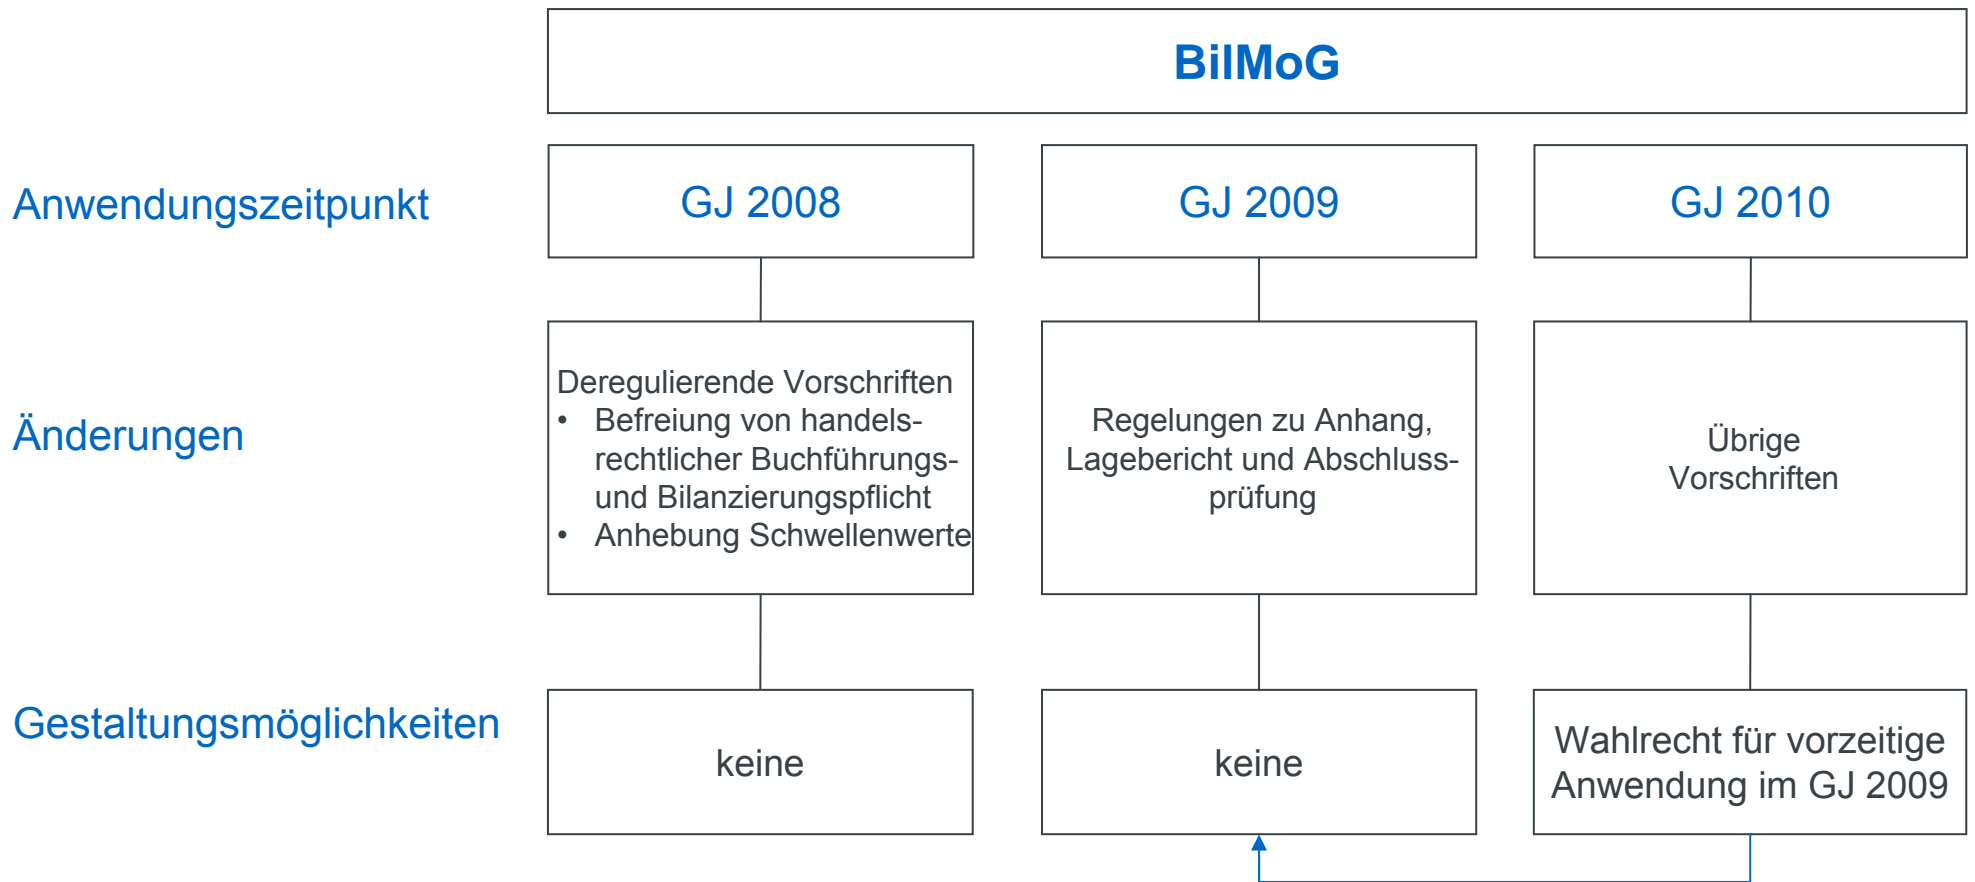 BilMoG
Anwendungszeitpunkt
GJ 2008
GJ 2009
GJ 2010
Änderungen
Deregulierende Vorschriften
• Befreiung von handels-
rechtlicher Buchführungs-
und Bilanzierungspflicht
• Anhebung Schwellenwerte
Regelungen zu Anhang,
Lagebericht und Abschluss-
prüfung
Übrige
Vorschriften
Gestaltungsmöglichkeiten
keine
keine
Wahlrecht für vorzeitige
Anwendung im GJ 2009